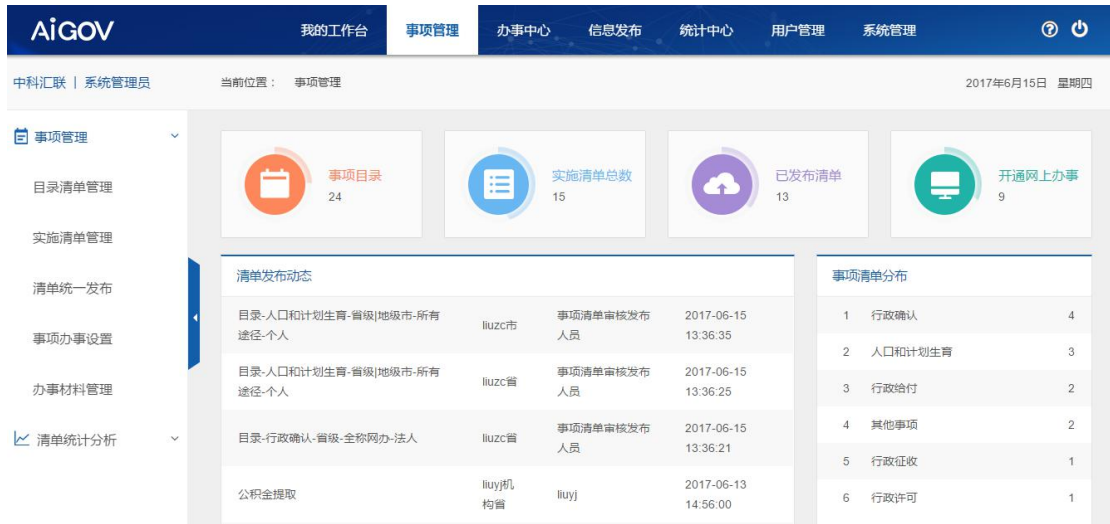 AiGOV
我的工作台 事项管理 办事中心 信息发布 统计中心 用户管理 系统管理
中科汇联 | 系统管理员
当前位置： 事项管理
2017年6月15日 星期四
事项管理
目录清单管理
实施清单管理
清单统一发布
事项办事设置
办事材料管理
清单统计分析
事项目录
24
实施清单总数
15
已发布清单
13
开通网上办事
9
清单发布动态
目录-人口和计划生育-省级|地级市-所有
途径-个人
liuzc市
事项清单审核发布
人员
2017-06-15
13:36:35
目录-人口和计划生育-省级|地级市-所有
途径-个人
liuzc省
事项清单审核发布
人员
2017-06-15
13:36:25
目录-行政确认-省级-全称网办-法人
liuzc省
事项清单审核发布
人员
2017-06-15
13:36:21
公积金提取
liuyj机
构省
liuyj
2017-06-13
14:56:00
事项清单分布
1 行政确认 4
2 人口和计划生育 3
3 行政给付 2
4 其他事项 2
5 行政征收 1
6 行政许可 1